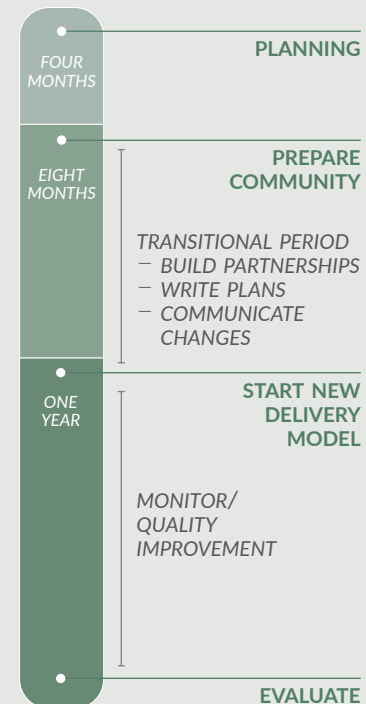 FOUR
MONTHS
PLANNING
EIGHT
MONTHS
PREPARE
COMMUNITY
TRANSITIONAL PERIOD
– BUILD PARTNERSHIPS
– WRITE PLANS
– COMMUNICATE
CHANGES
ONE
YEAR
START NEW
DELIVERY
MODEL
MONITOR/
QUALITY
IMPROVEMENT
EVALUATE